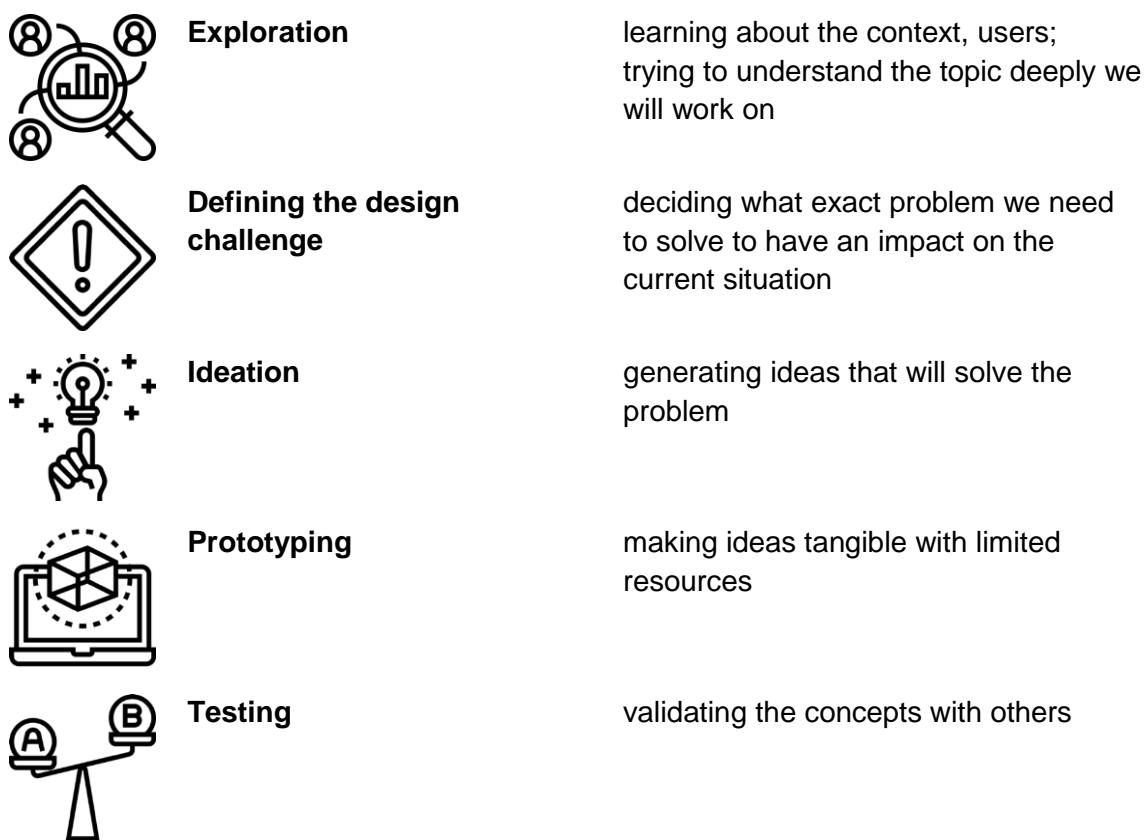 Exploration
learning about the context, users;
trying to understand the topic deeply we
will work on
Defining the design
challenge
deciding what exact problem we need
to solve to have an impact on the
current situation
Ideation
generating ideas that will solve the
problem
Prototyping
making ideas tangible with limited
resources
A
B
Testing
validating the concepts with others